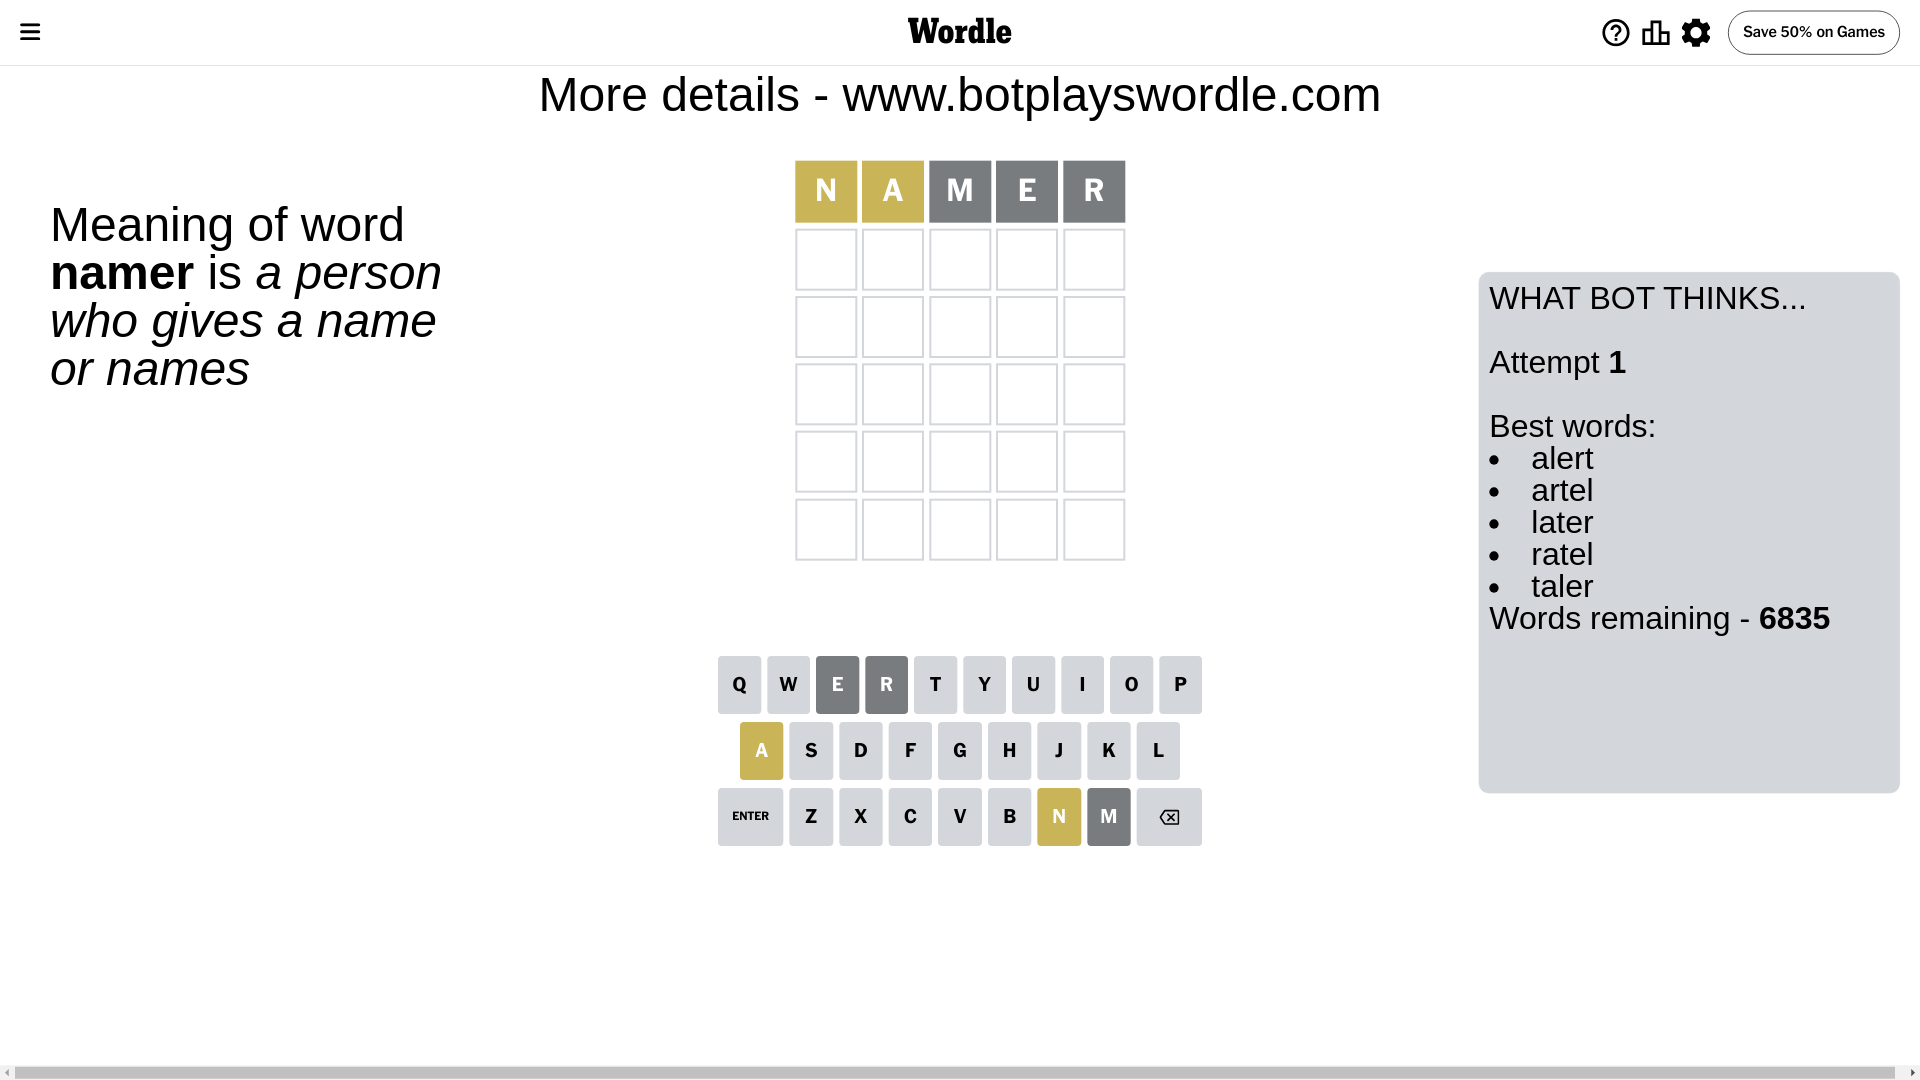 Wordle
Save 50% on Games
More details - www.botplayswordle.com
Meaning of word
namer is a person
who gives a name
or names
N A M E R
WHAT BOT THINKS...
Attempt 1
Best words:
• alert
• artel
• later
• ratel
• taler
Words remaining - 6835
Q W E R T Y U I O P
A S D F G H J K L
ENTER Z X C V B N M